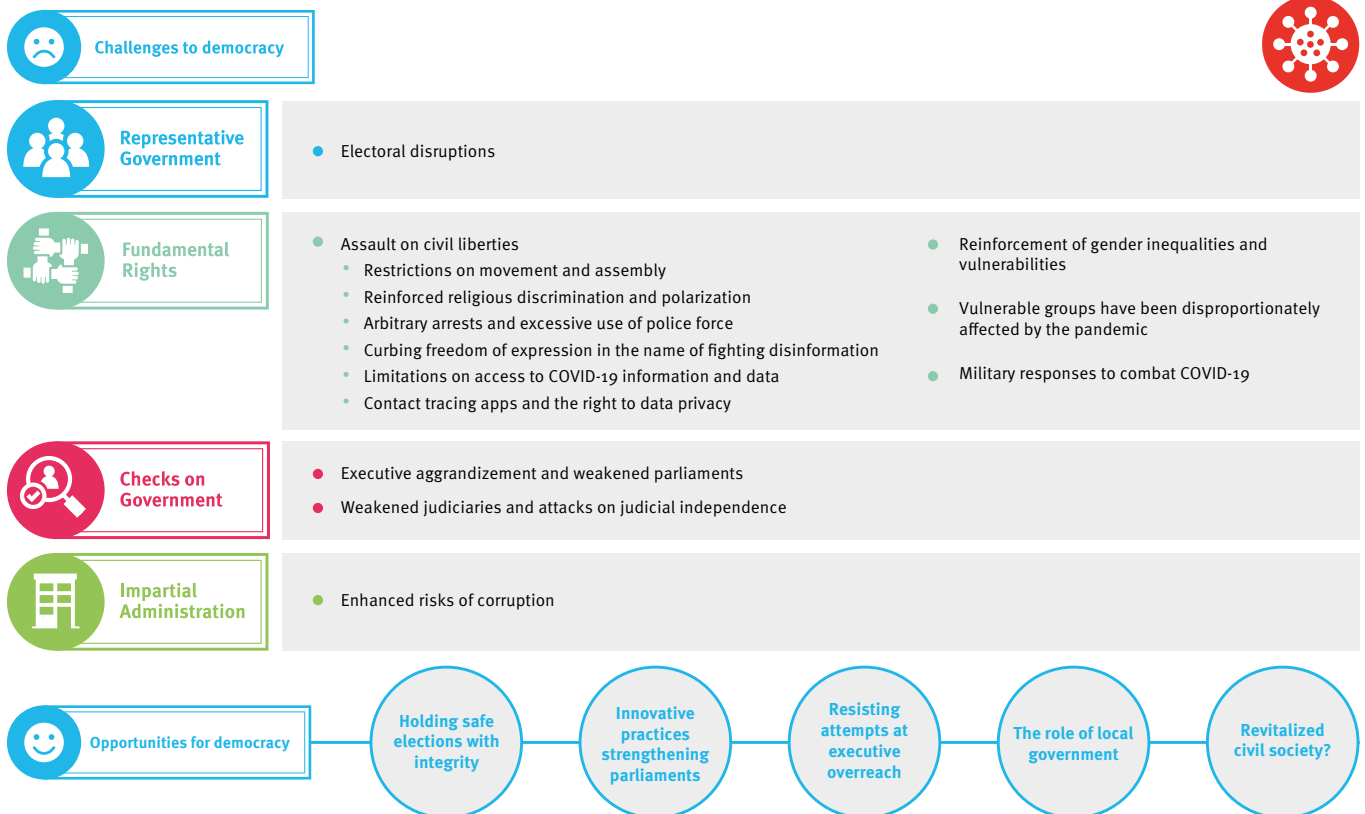 Challenges to democracy
Representative
Government
Electoral disruptions
Fundamental
Rights
Assault on civil liberties
Restrictions on movement and assembly
Reinforced religious discrimination and polarization
Arbitrary arrests and excessive use of police force
Curbing freedom of expression in the name of fighting disinformation
Limitations on access to COVID-19 information and data
Contact tracing apps and the right to data privacy
Reinforcement of gender inequalities and
vulnerabilities
Vulnerable groups have been disproportionately
affected by the pandemic
Military responses to combat COVID-19
Checks on
Government
Executive aggrandizement and weakened parliaments
Weakened judiciaries and attacks on judicial independence
Impartial
Administration
Enhanced risks of corruption
Opportunities for democracy
Holding safe
elections with
integrity
Innovative
practices
strengthening
parliaments
Resisting
attempts at
executive
overreach
The role of local
government
Revitalized
civil society?